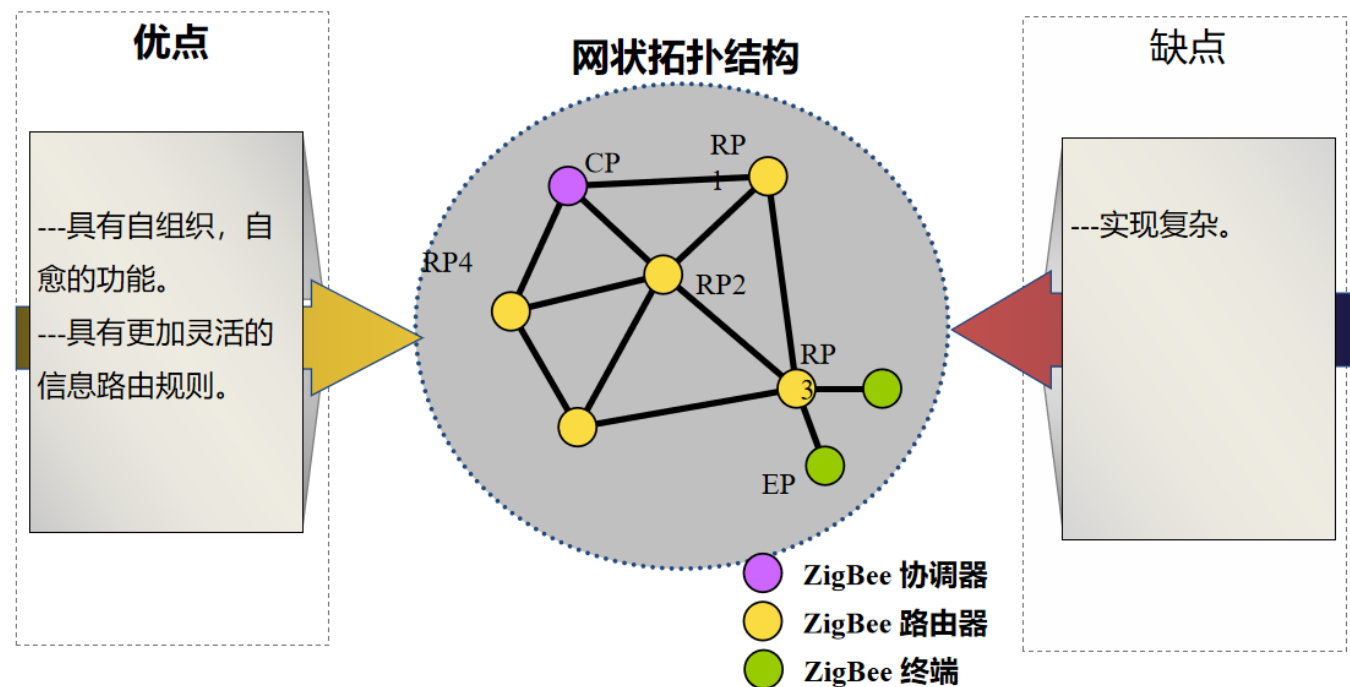 优点
---具有自组织，自
愈的功能。
---具有更加灵活的
信息路由规则。
网状拓扑结构
CP
RP
1
RP4
RP2
RP
3
EP
ZigBee 协调器
ZigBee 路由器
ZigBee 终端
缺点
---实现复杂。